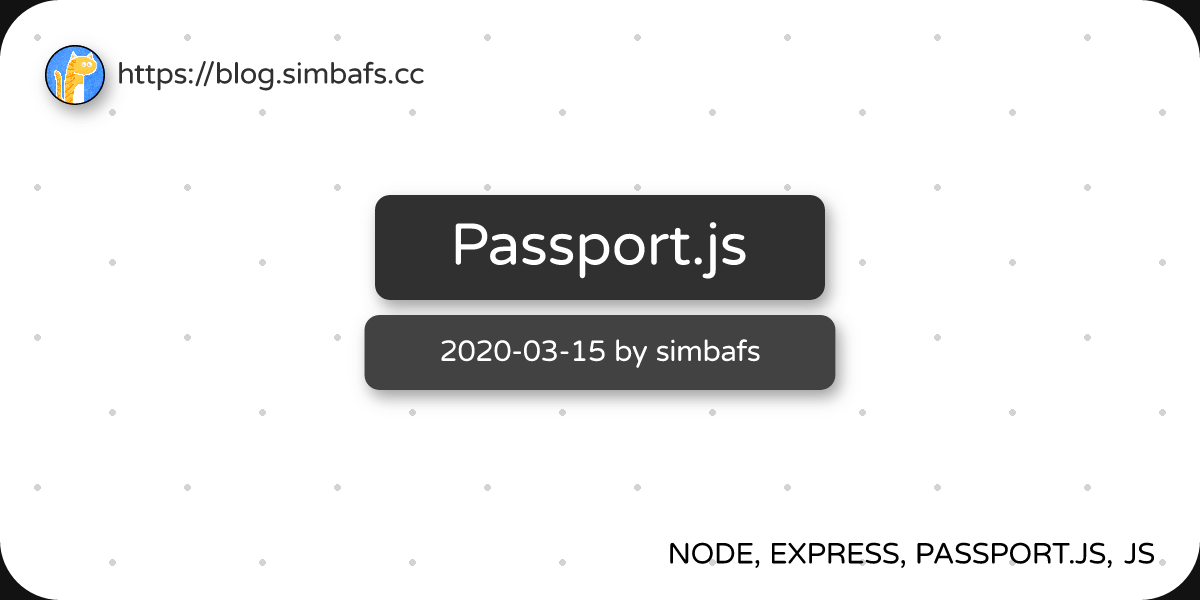 https://blog.simbafs.cc
Passport.js
2020-03-15 by simbafs
NODE, EXPRESS, PASSPORT.JS, JS